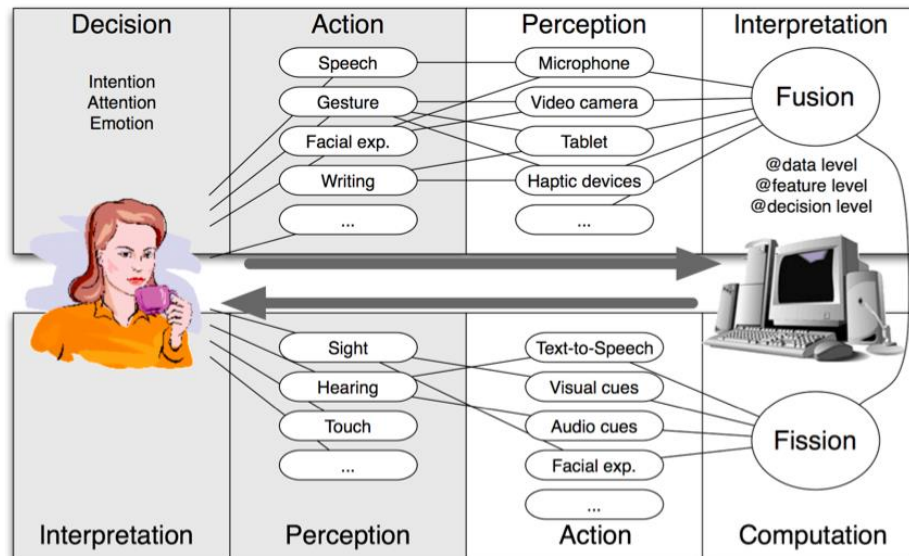 Decision
Action
Perception
Interpretation
Intention
Attention
Emotion
Speech
Gesture
Facial exp.
Writing
...
Microphone
Video camera
Tablet
Haptic devices
...
Fusion
@data level
@feature level
@decision level
Sight
Hearing
Touch
...
Text-to-Speech
Visual cues
Audio cues
Facial exp.
...
Fission
Interpretation
Perception
Action
Computation